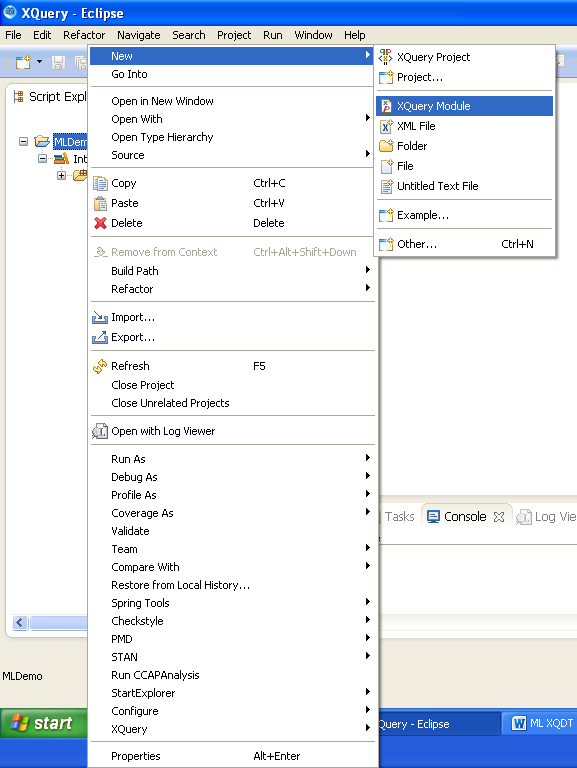 XQuery - Eclipse
File Edit Refactor Navigate Search Project Run Window Help
Script Expl
MLDem
Int
New
Go Into
Open in New Window
Open With
Open Type Hierarchy
Source
Copy Ctrl+C
Paste Ctrl+V
Delete Delete
Remove from Context Ctrl+Alt+Shift+Down
Build Path
Refactor
Import...
Export...
Refresh F5
Close Project
Close Unrelated Projects
Open with Log Viewer
Run As
Debug As
Profile As
Coverage As
Validate
Team
Compare With
Restore from Local History...
Spring Tools
Checkstyle
PMD
STAN
Run CCAPAnalysis
StartExplorer
Configure
XQuery
Properties Alt+Enter
XQuery Project
Project...
XQuery Module
XML File
Folder
File
Untitled Text File
Example...
Other... Ctrl+N
Tasks Console Log Vie
MLDemo
start
Query - Eclipse
ML XQDT